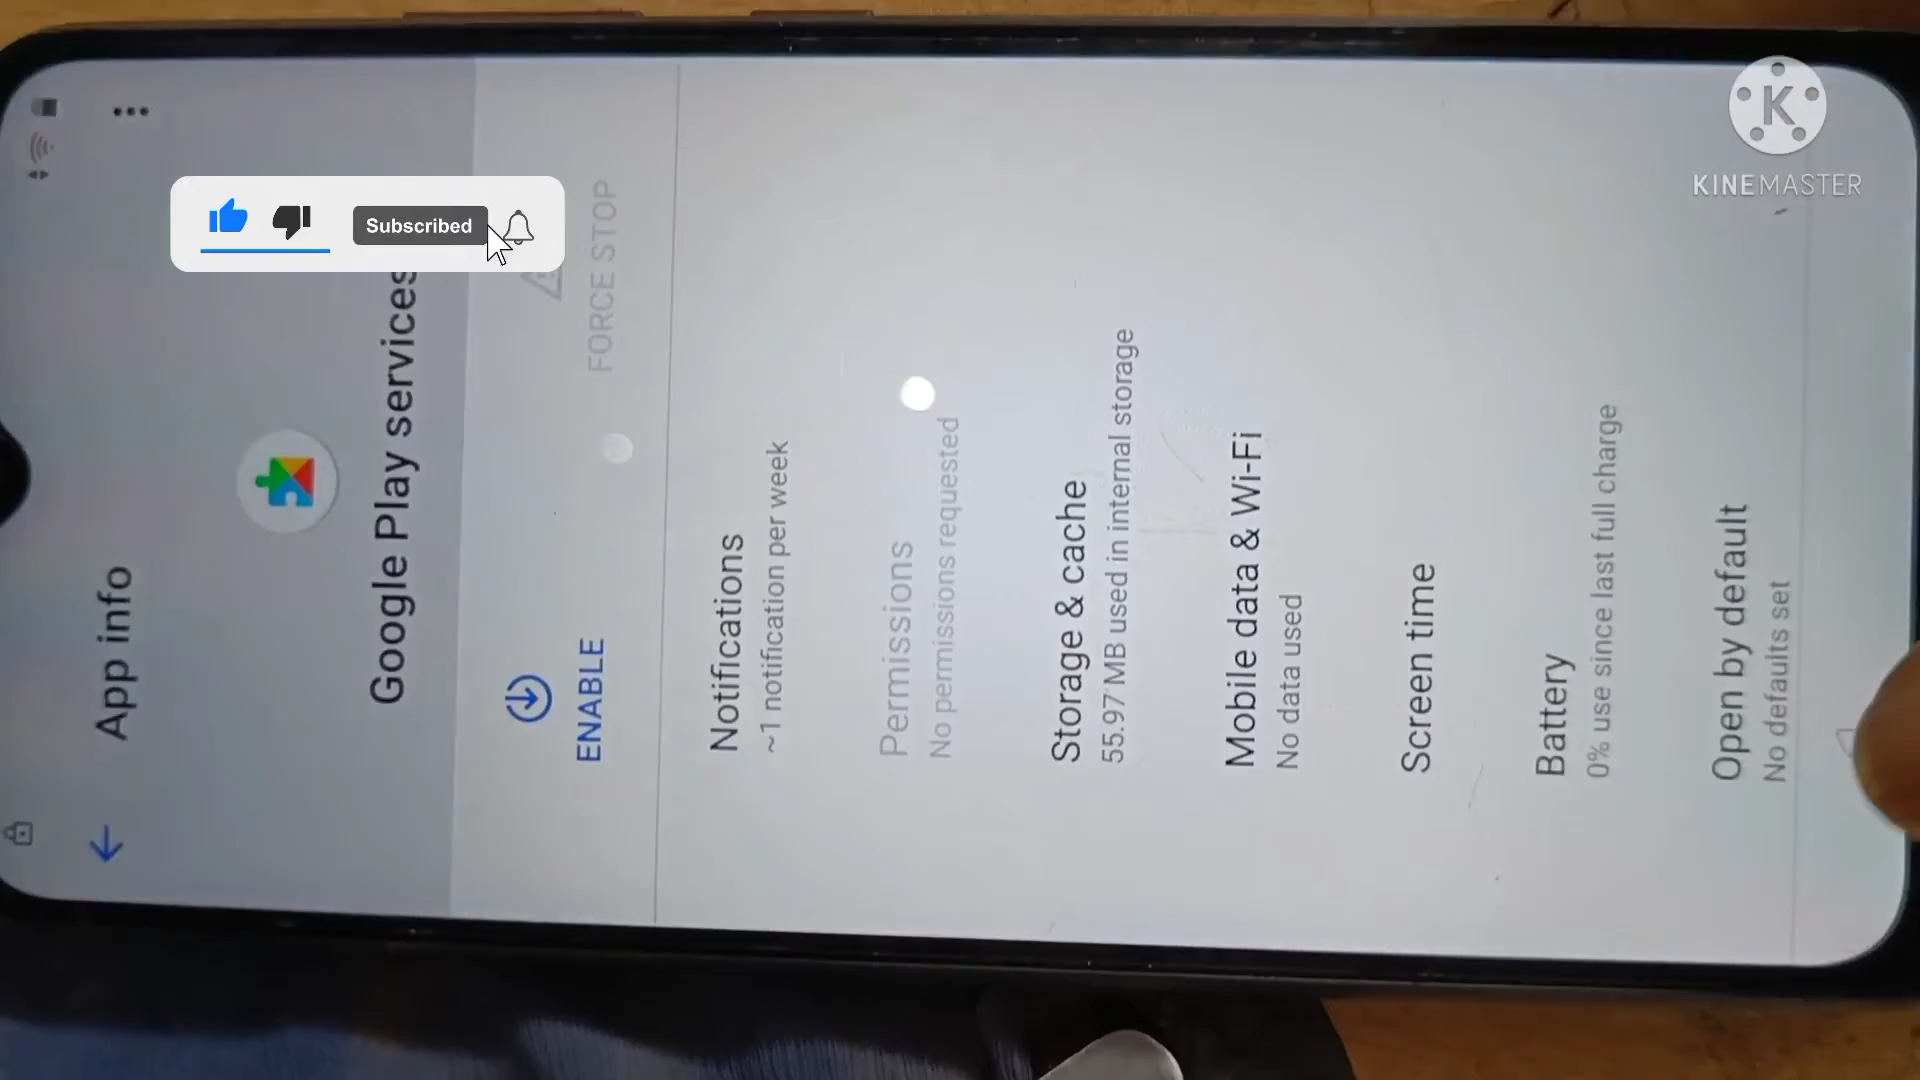 App info
Google Play services
ENABLE
FORCE STOP
Notifications
~1 notification per week
Permissions
No permissions requested
Storage & cache
55.97 MB used in internal storage
Mobile data & Wi-Fi
No data used
Screen time
Battery
0% use since last full charge
Open by default
No defaults set
Subscribed
K
KINEMASTER